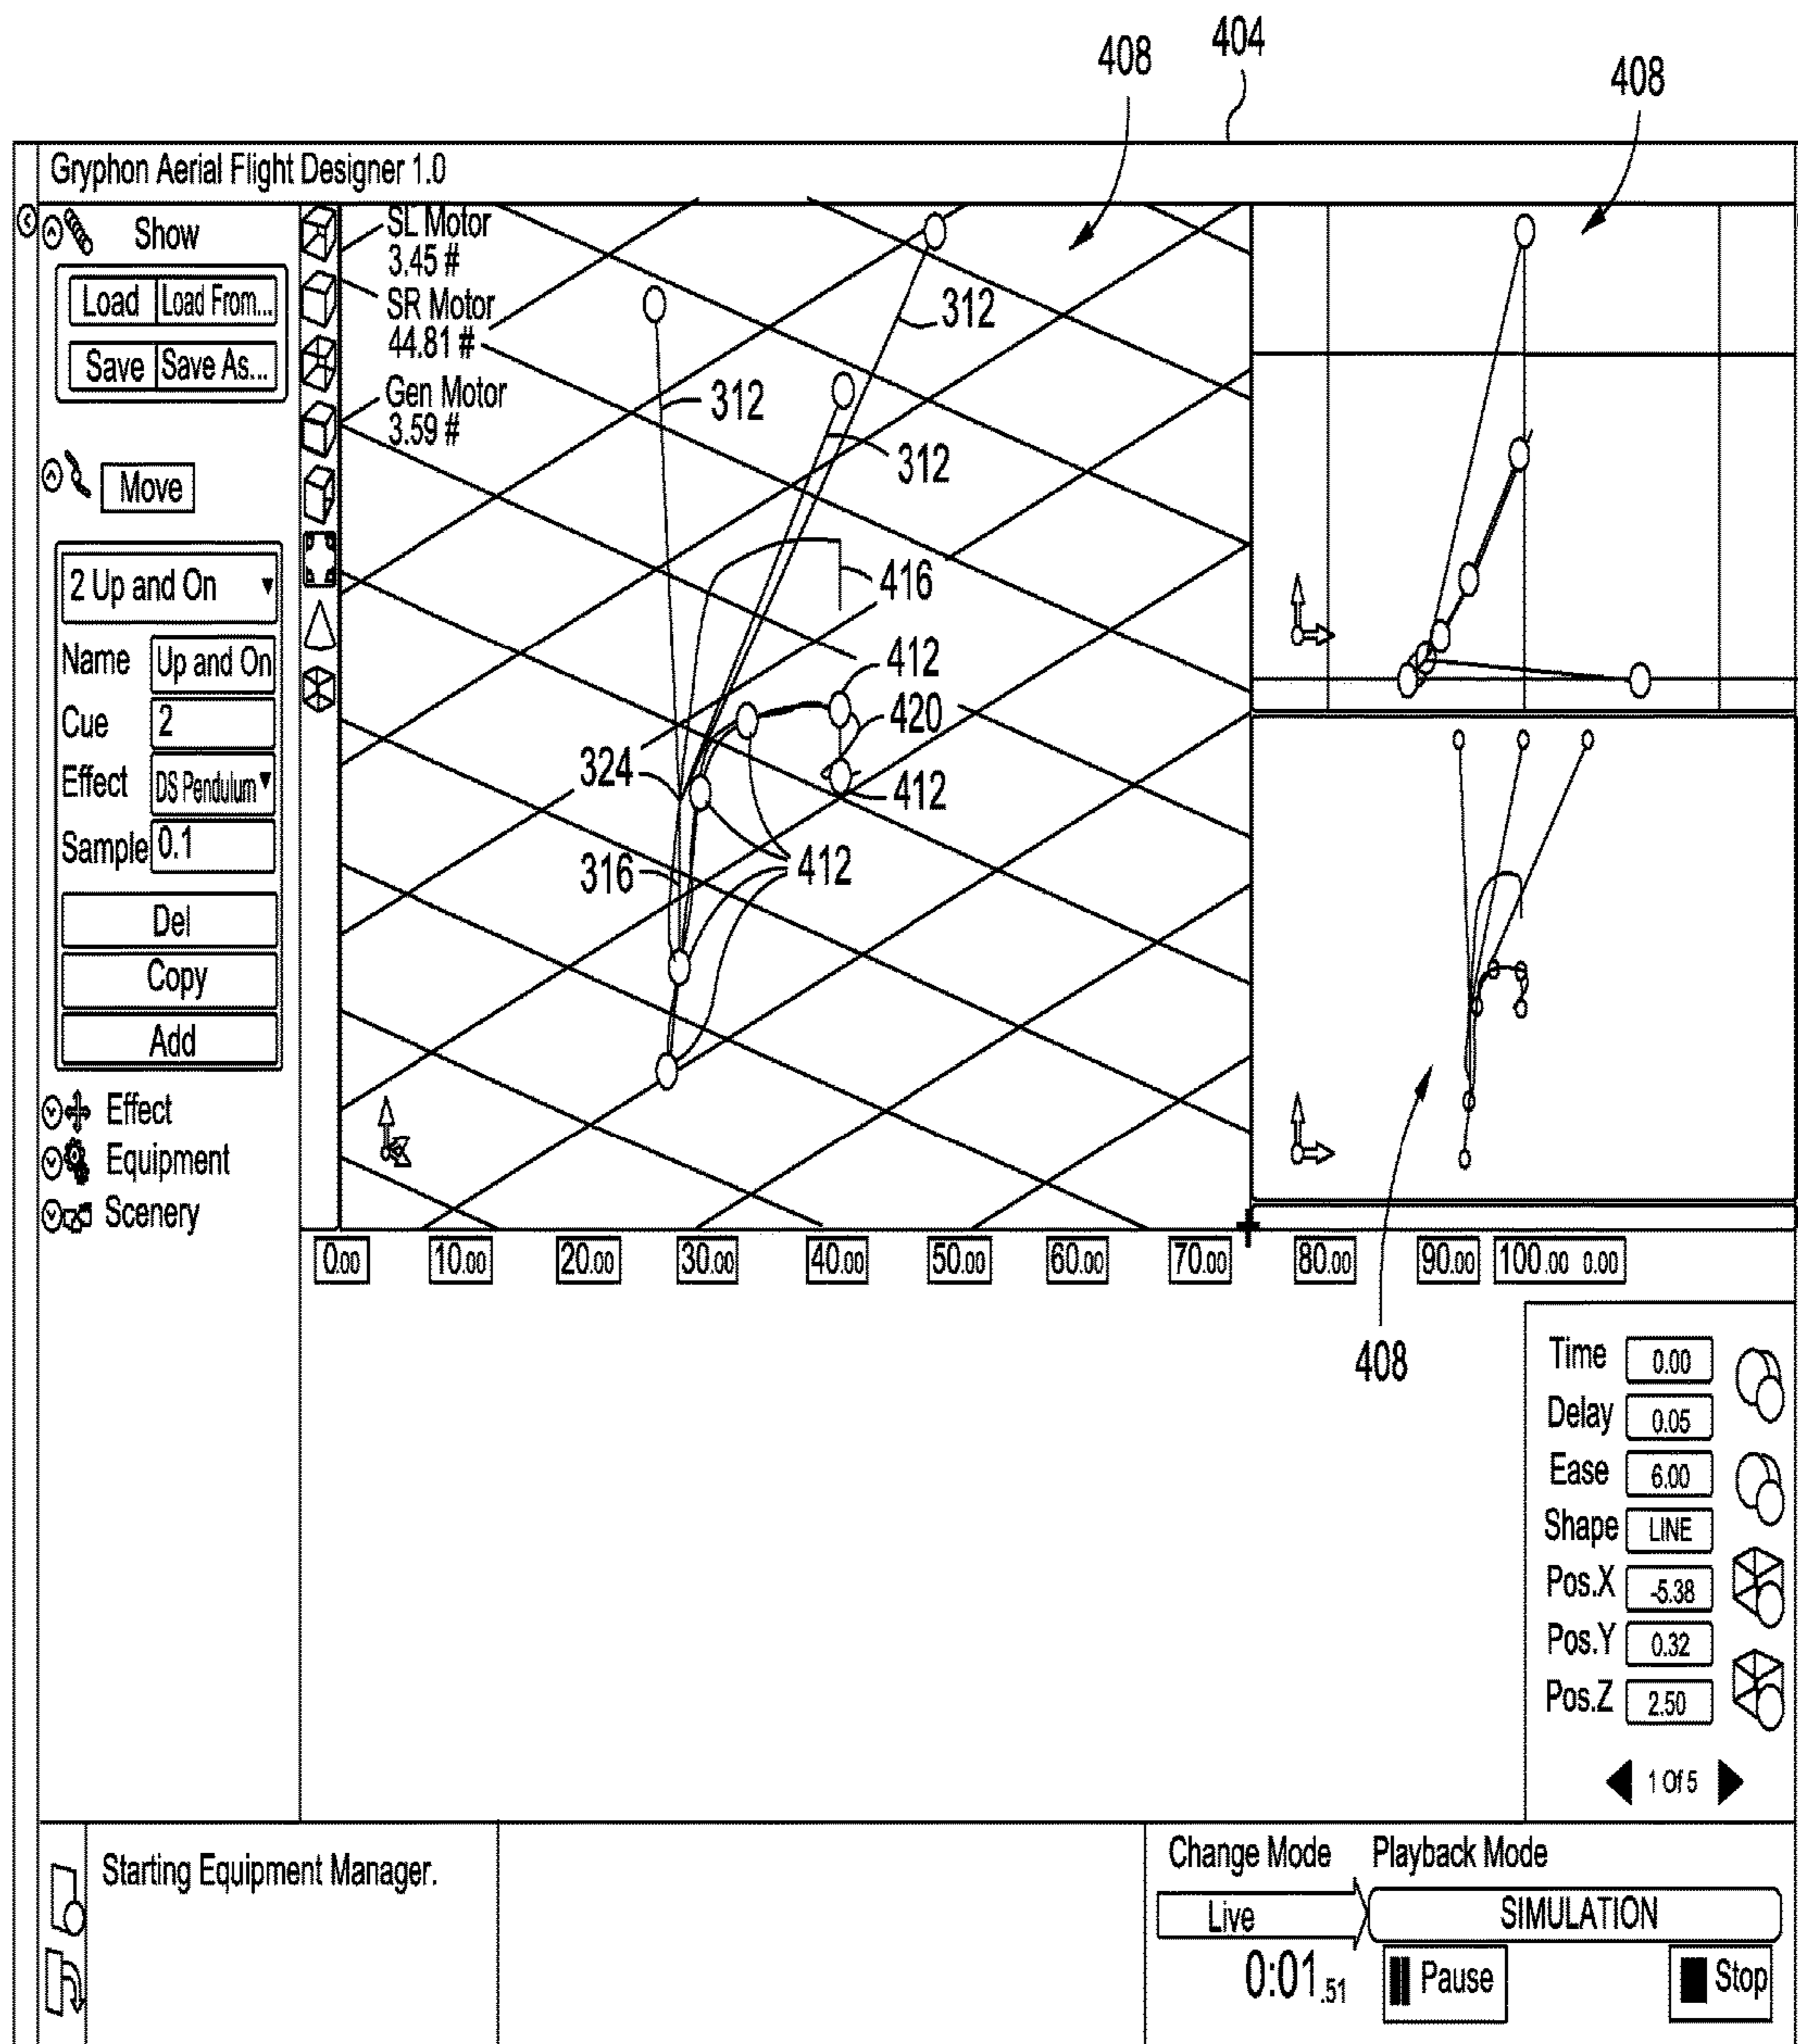 404
408
408
Gryphon Aerial Flight Designer 1.0
Show
Load Load From...
Save Save As...
Move
2 Up and On
Name Up and On
Cue 2
Effect DS Pendulum
Sample 0.1
Del
Copy
Add
Effect
Equipment
Scenery
SL Motor
3.45 #
SR Motor
44.81 #
Gen Motor
3.59 #
312
312
312
416
412
420
324
412
316
412
0.00 10.00 20.00 30.00 40.00 50.00 60.00 70.00 80.00 90.00 100.00 0.00
408
Time 0.00
Delay 0.05
Ease 6.00
Shape LINE
Pos.X -5.38
Pos.Y 0.32
Pos.Z 2.50
1 Of 5
Starting Equipment Manager.
Change Mode Playback Mode
Live SIMULATION
0:01.51 Pause Stop